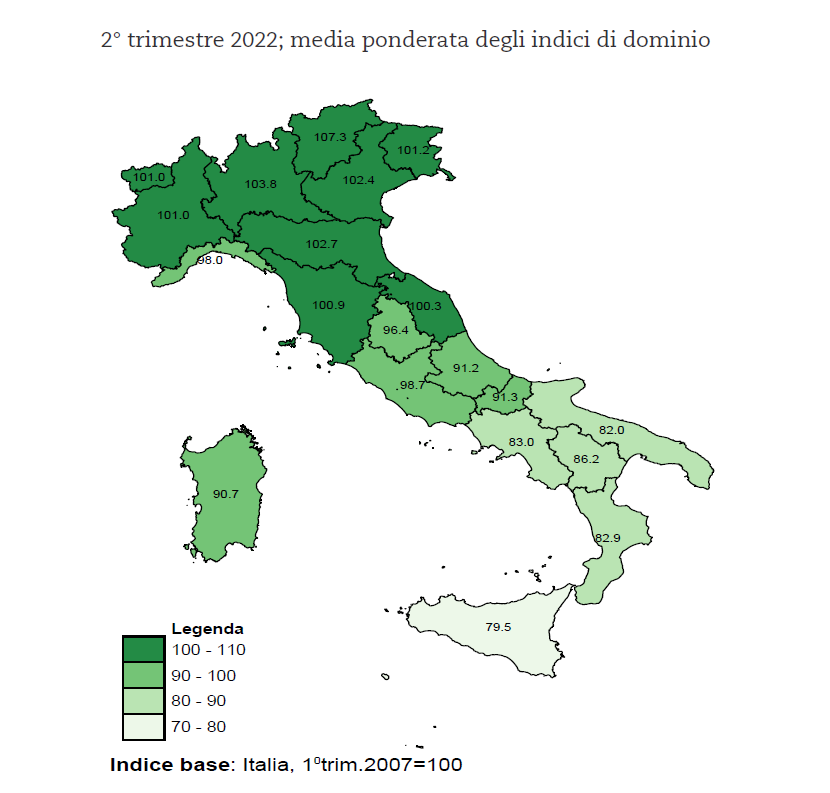 2° trimestre 2022; media ponderata degli indici di dominio
107.3
101.2
101.0
103.8
102.4
101.0
102.7
98.0
100.9
100.3
96.4
91.2
98.7
91.3
82.0
83.0
86.2
90.7
82.9
79.5
Legenda
100 - 110
90 - 100
80 - 90
70 - 80
Indice base: Italia, 1⁰trim.2007=100